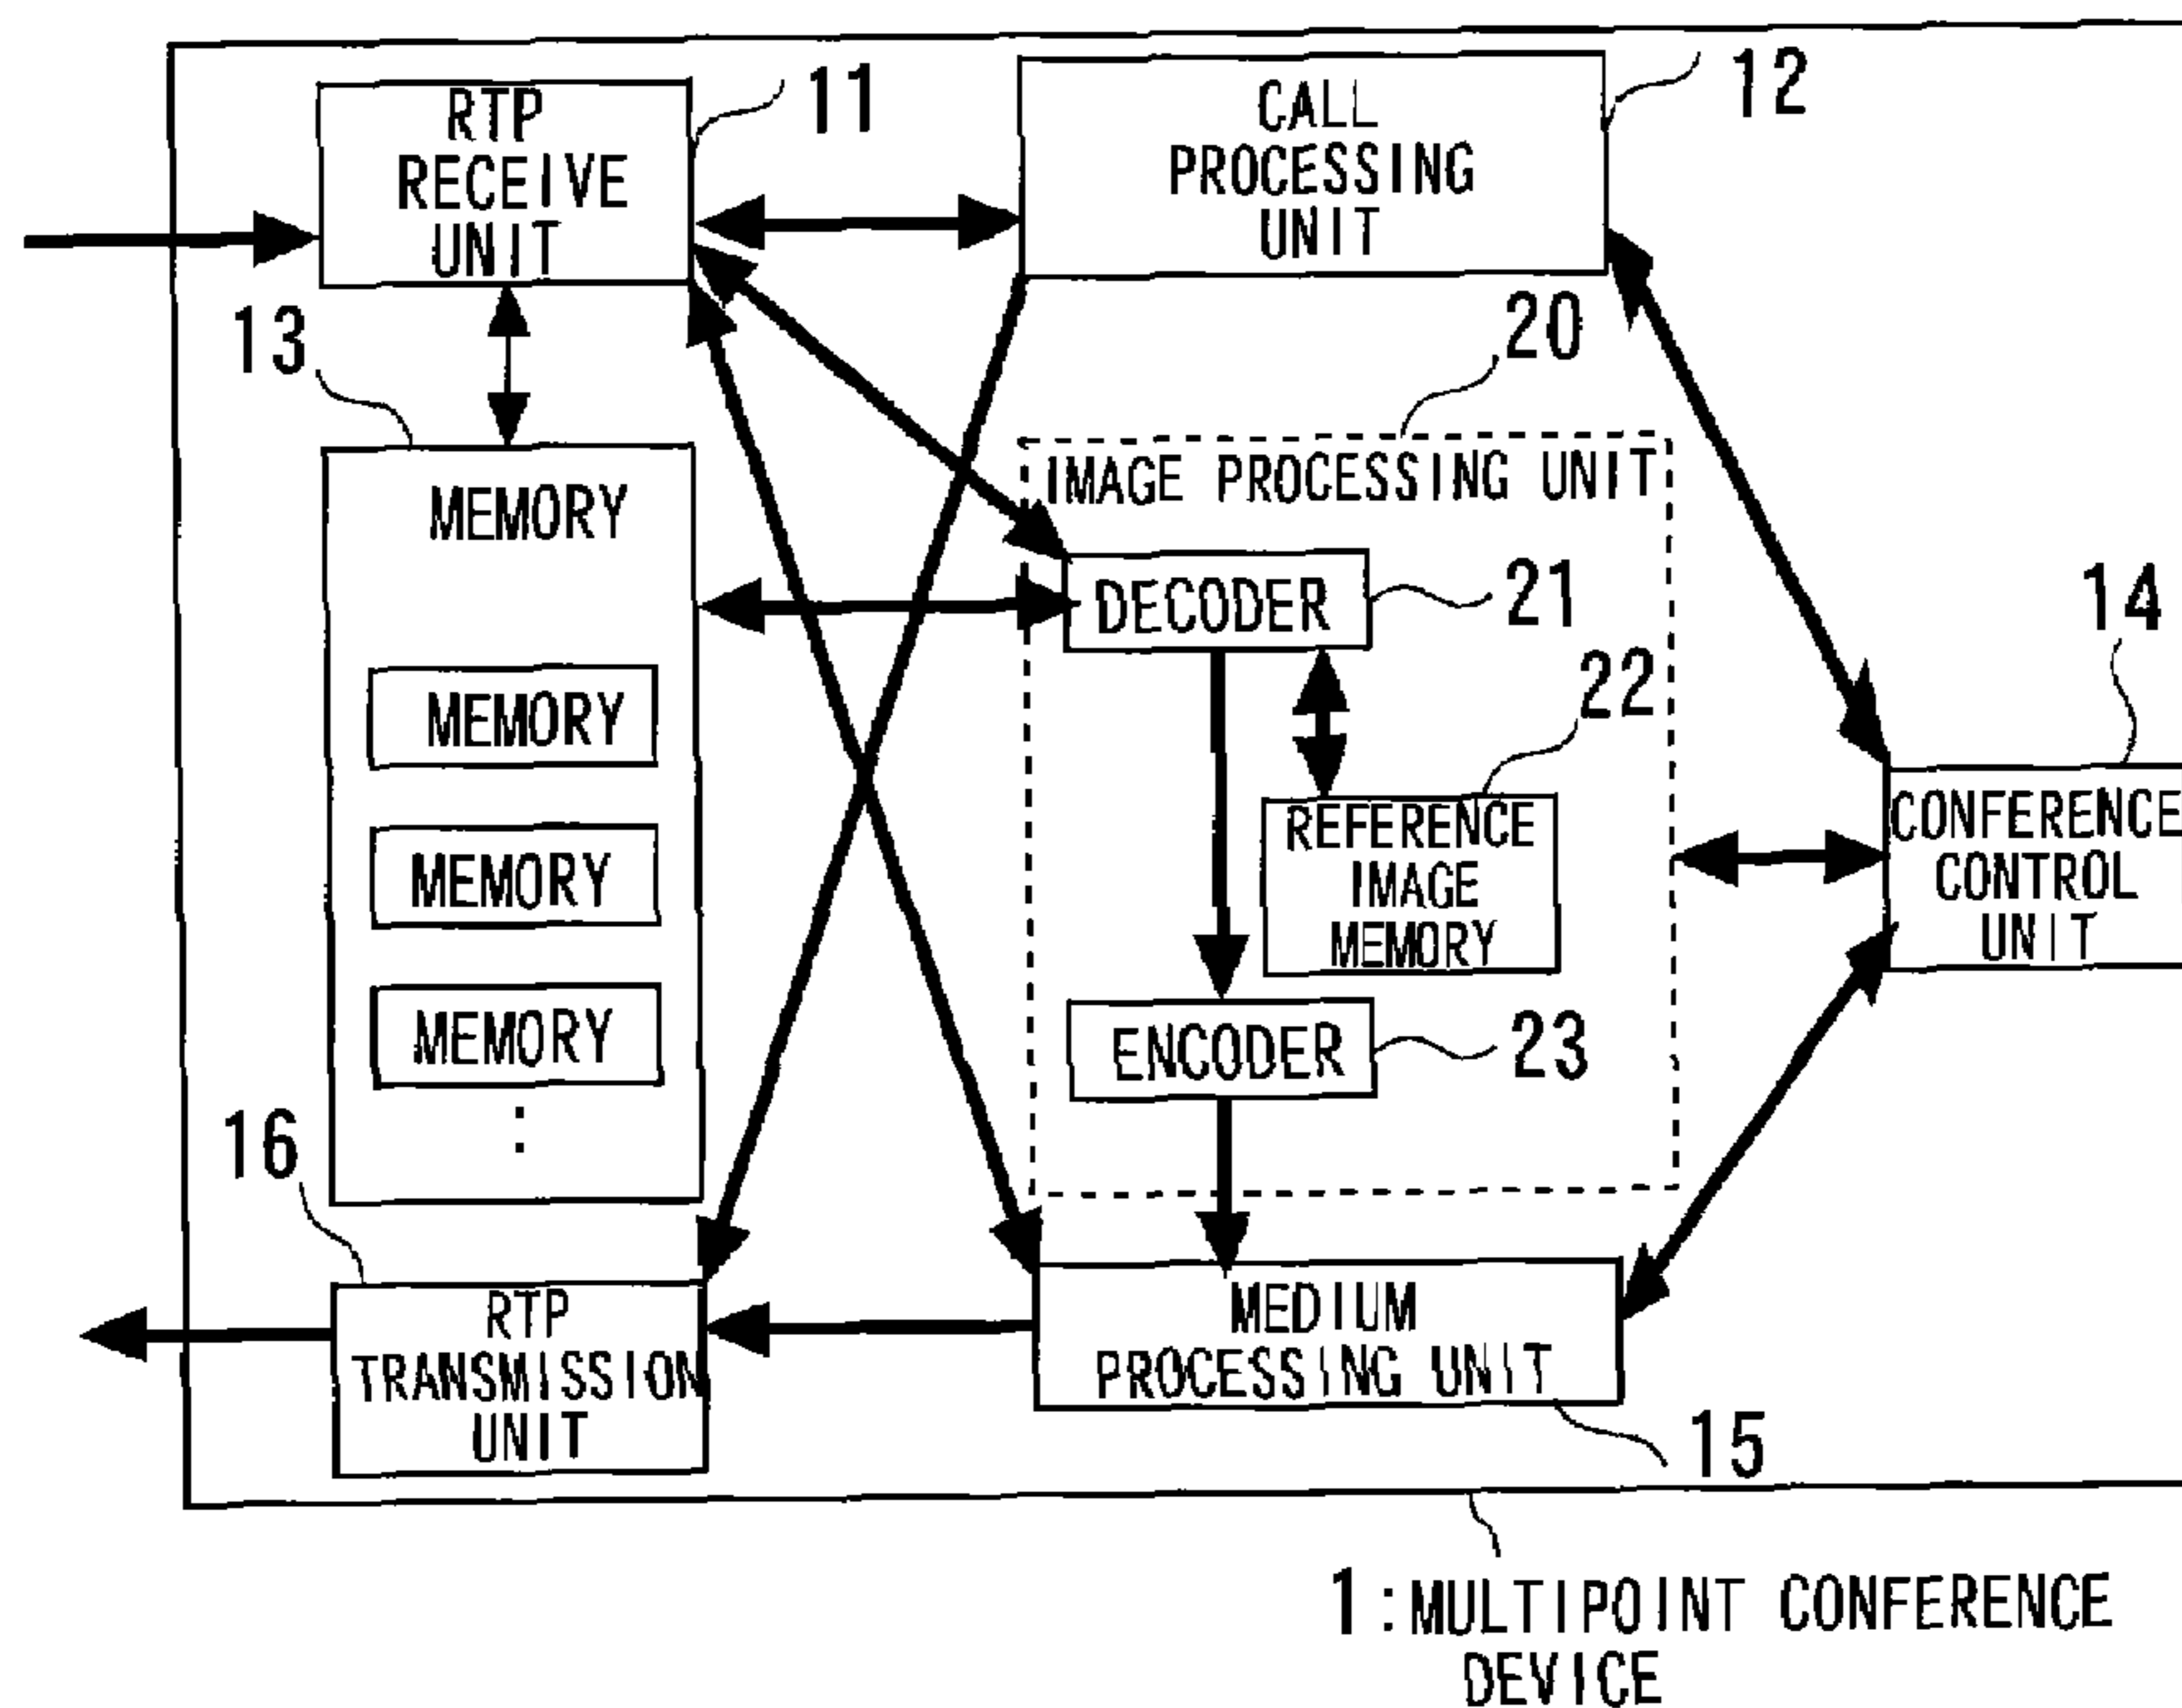 RTP
RECEIVE
UNIT
11
CALL
PROCESSING
UNIT
12
13
20
MEMORY
IMAGE PROCESSING UNIT
DECODER
21
14
MEMORY
22
REFERENCE
IMAGE
MEMORY
CONFERENCE
CONTROL
UNIT
MEMORY
MEMORY
:
ENCODER
23
16
RTP
TRANSMISSION
UNIT
MEDIUM
PROCESSING UNIT
15
1:MULTIPOINT CONFERENCE
DEVICE